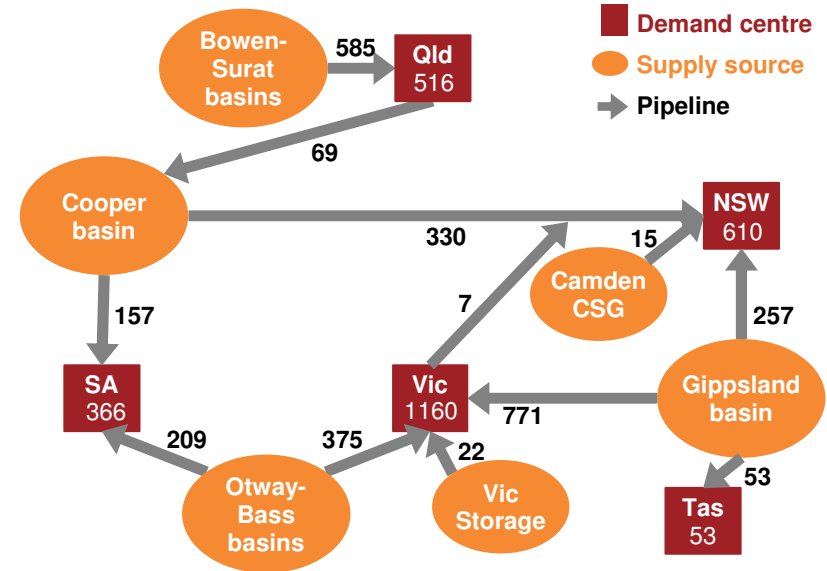 Bowen-
Surat
basins
585
Qld
516
Demand centre
Supply source
Pipeline
69
Cooper
basin
330
NSW
610
15
Camden
CSG
7
257
157
SA
366
Vic
1160
771
Gippsland
basin
209
375
22
53
Otway-
Bass
basins
Vic
Storage
Tas
53